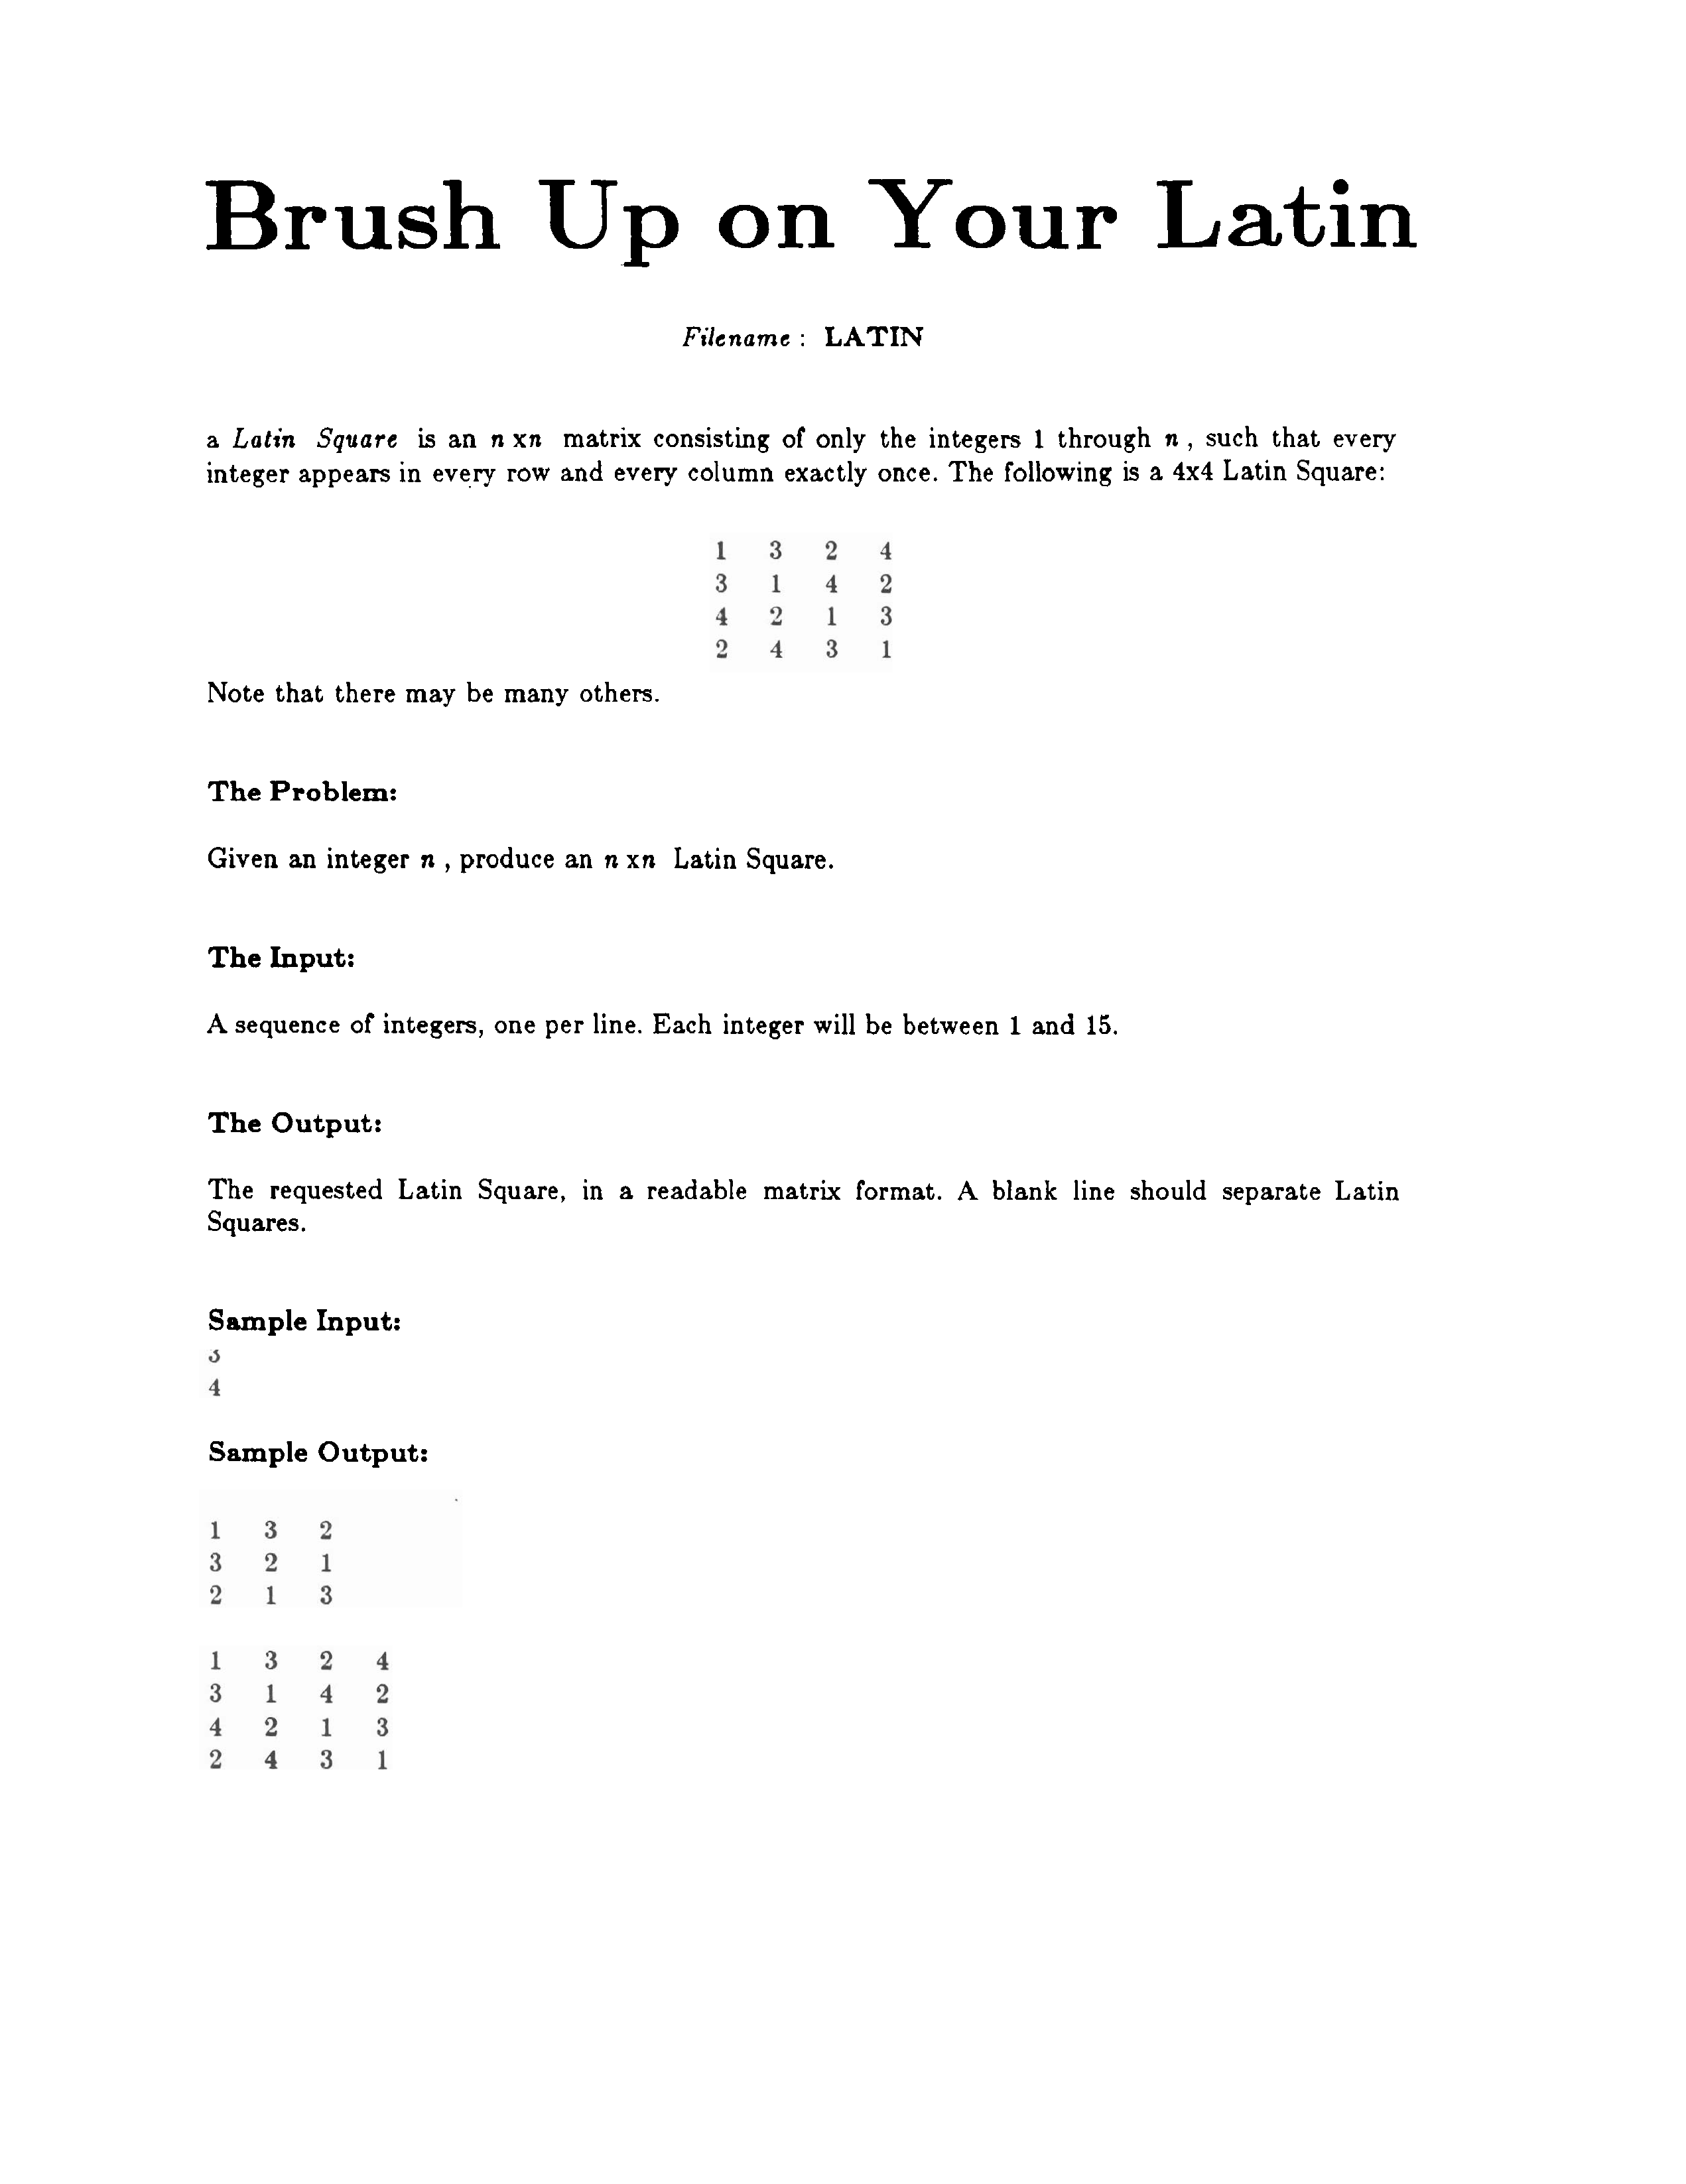 Brush Up on Your Latin
Filename : LATIN
a Latin Square is an n xn matrix consisting of only the integers 1 through n , such that every
integer appears in every row and every column exactly once. The following is a 4x4 Latin Square:
1 3 2 4
3 1 4 2
4 2 1 3
2 4 3 1
Note that there may be many others.
The Problem:
Given an integer n , produce an n xn Latin Square.
The Input:
A sequence of integers, one per line. Each integer will be between 1 and 15.
The Output:
The requested Latin Square, in a readable matrix format. A blank line should separate Latin
Squares.
Sample Input:
3
4
Sample Output:
1 3 2
3 2 1
2 1 3
1 3 2 4
3 1 4 2
4 2 1 3
2 4 3 1